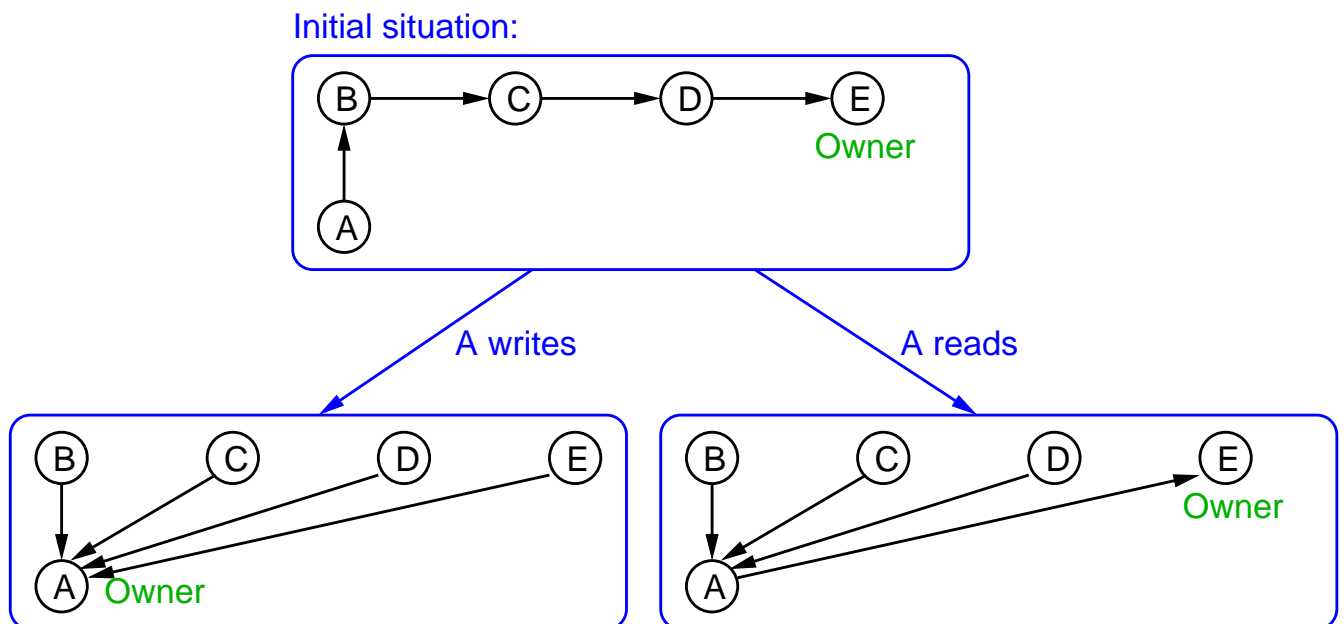 Initial situation:
B C D E
Owner
A
A writes A reads
B C D E B C D E
Owner
A Owner A